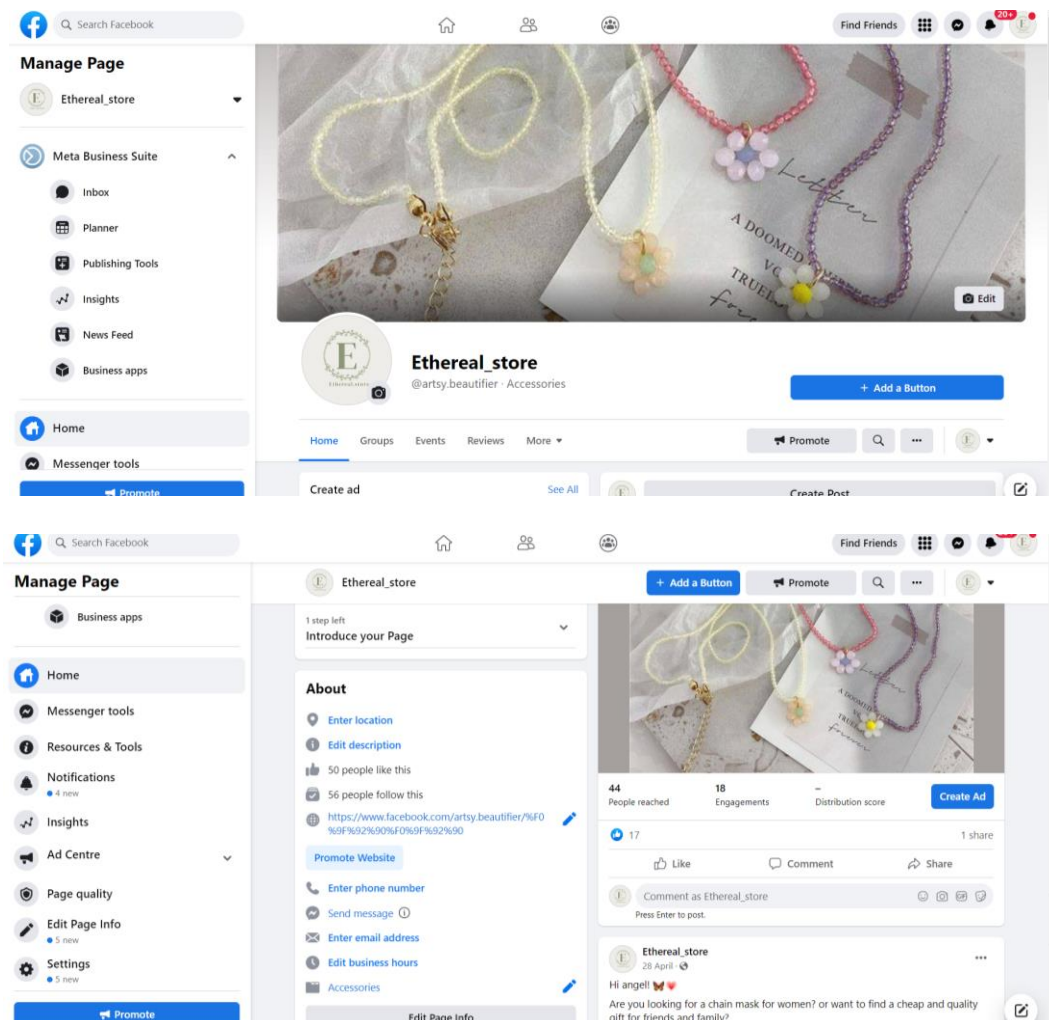 Search Facebook
Find Friends
20+
Manage Page
Ethereal_store
Meta Business Suite
Inbox
Planner
Publishing Tools
Insights
News Feed
Business apps
Home
Messenger tools
Promote
Letter
A DOOMED
TRUE
Edit
E
Ethereal_store
@artsy.beautifier · Accessories
+ Add a Button
Home Groups Events Reviews More
Promote
Create ad See All
Create Post
Search Facebook
Find Friends
Manage Page
Business apps
Home
Messenger tools
Resources & Tools
Notifications
4 new
Insights
Ad Centre
Page quality
Edit Page Info
5 new
Settings
5 new
Promote
Ethereal_store
+ Add a Button
Promote
1 step left
Introduce your Page
About
Enter location
Edit description
50 people like this
56 people follow this
https://www.facebook.com/artsy.beautifier/%F0
%9F%92%90%F0%9F%92%90
Promote Website
Enter phone number
Send message
Enter email address
Enter business hours
Accessories
Edit Page Info
44 18 –
People reached Engagements Distribution score
Create Ad
17 1 share
Like Comment Share
Comment as Ethereal_store
Press Enter to post.
Ethereal_store
28 April ·
Hi angel! 🦋💗
Are you looking for a chain mask for women? or want to find a cheap and quality
gift for friends and family?